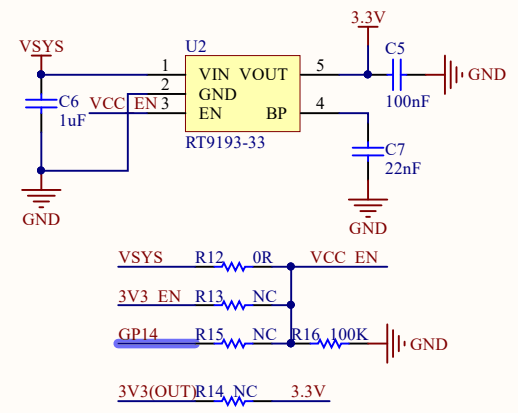 3.3V
VSYS
U2
C5
1 VIN VOUT 5
GND
2 GND
C6
VCC_EN 3 EN BP 4
100nF
1uF
RT9193-33
C7
22nF
GND
GND
VSYS R12 0R VCC_EN
3V3_EN R13 NC
GP14 R15 NC R16 100K GND
3V3(OUT) R14 NC 3.3V